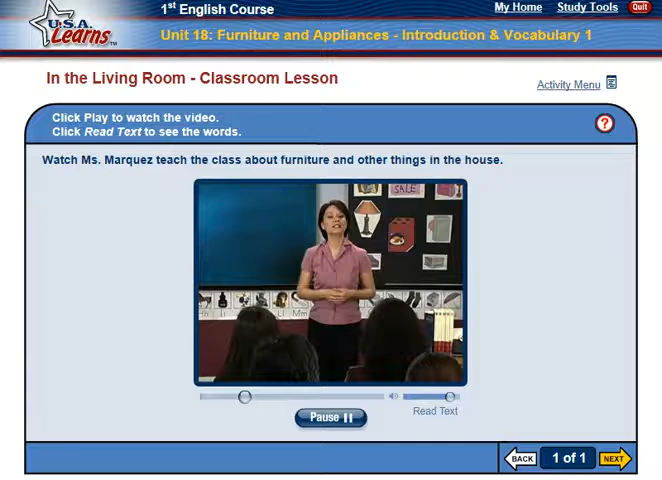 U.S.A.
Learns™
1st English Course
My Home
Study Tools
Quit
Unit 18: Furniture and Appliances - Introduction & Vocabulary 1
In the Living Room - Classroom Lesson
Activity Menu
Click Play to watch the video.
Click Read Text to see the words.
?
Watch Ms. Marquez teach the class about furniture and other things in the house.
SALE
Ll Mm
Pause
Read Text
BACK
1 of 1
NEXT